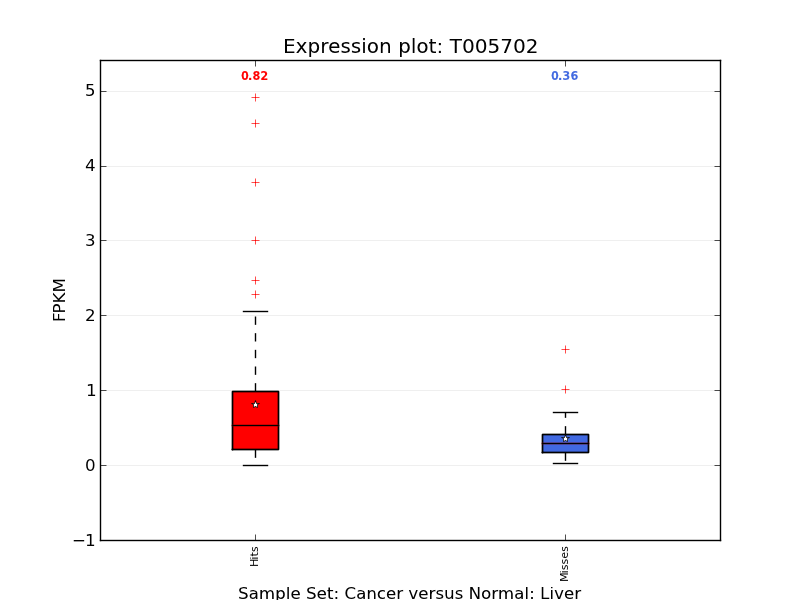 Expression plot: T005702
0.82 0.36
5
4
3
2
1
0
−1
FPKM
Hits Misses
Sample Set: Cancer versus Normal: Liver